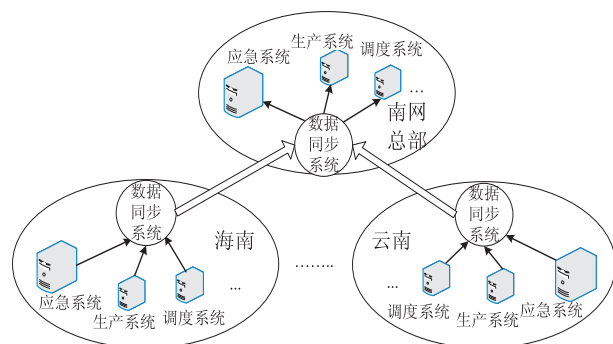 应急系统
生产系统
调度系统
...
南网
总部
数据
同步
系统
数据
同步
系统
海南
应急系统
生产系统
调度系统
...
........
数据
同步
系统
云南
...
调度系统
生产系统
应急系统